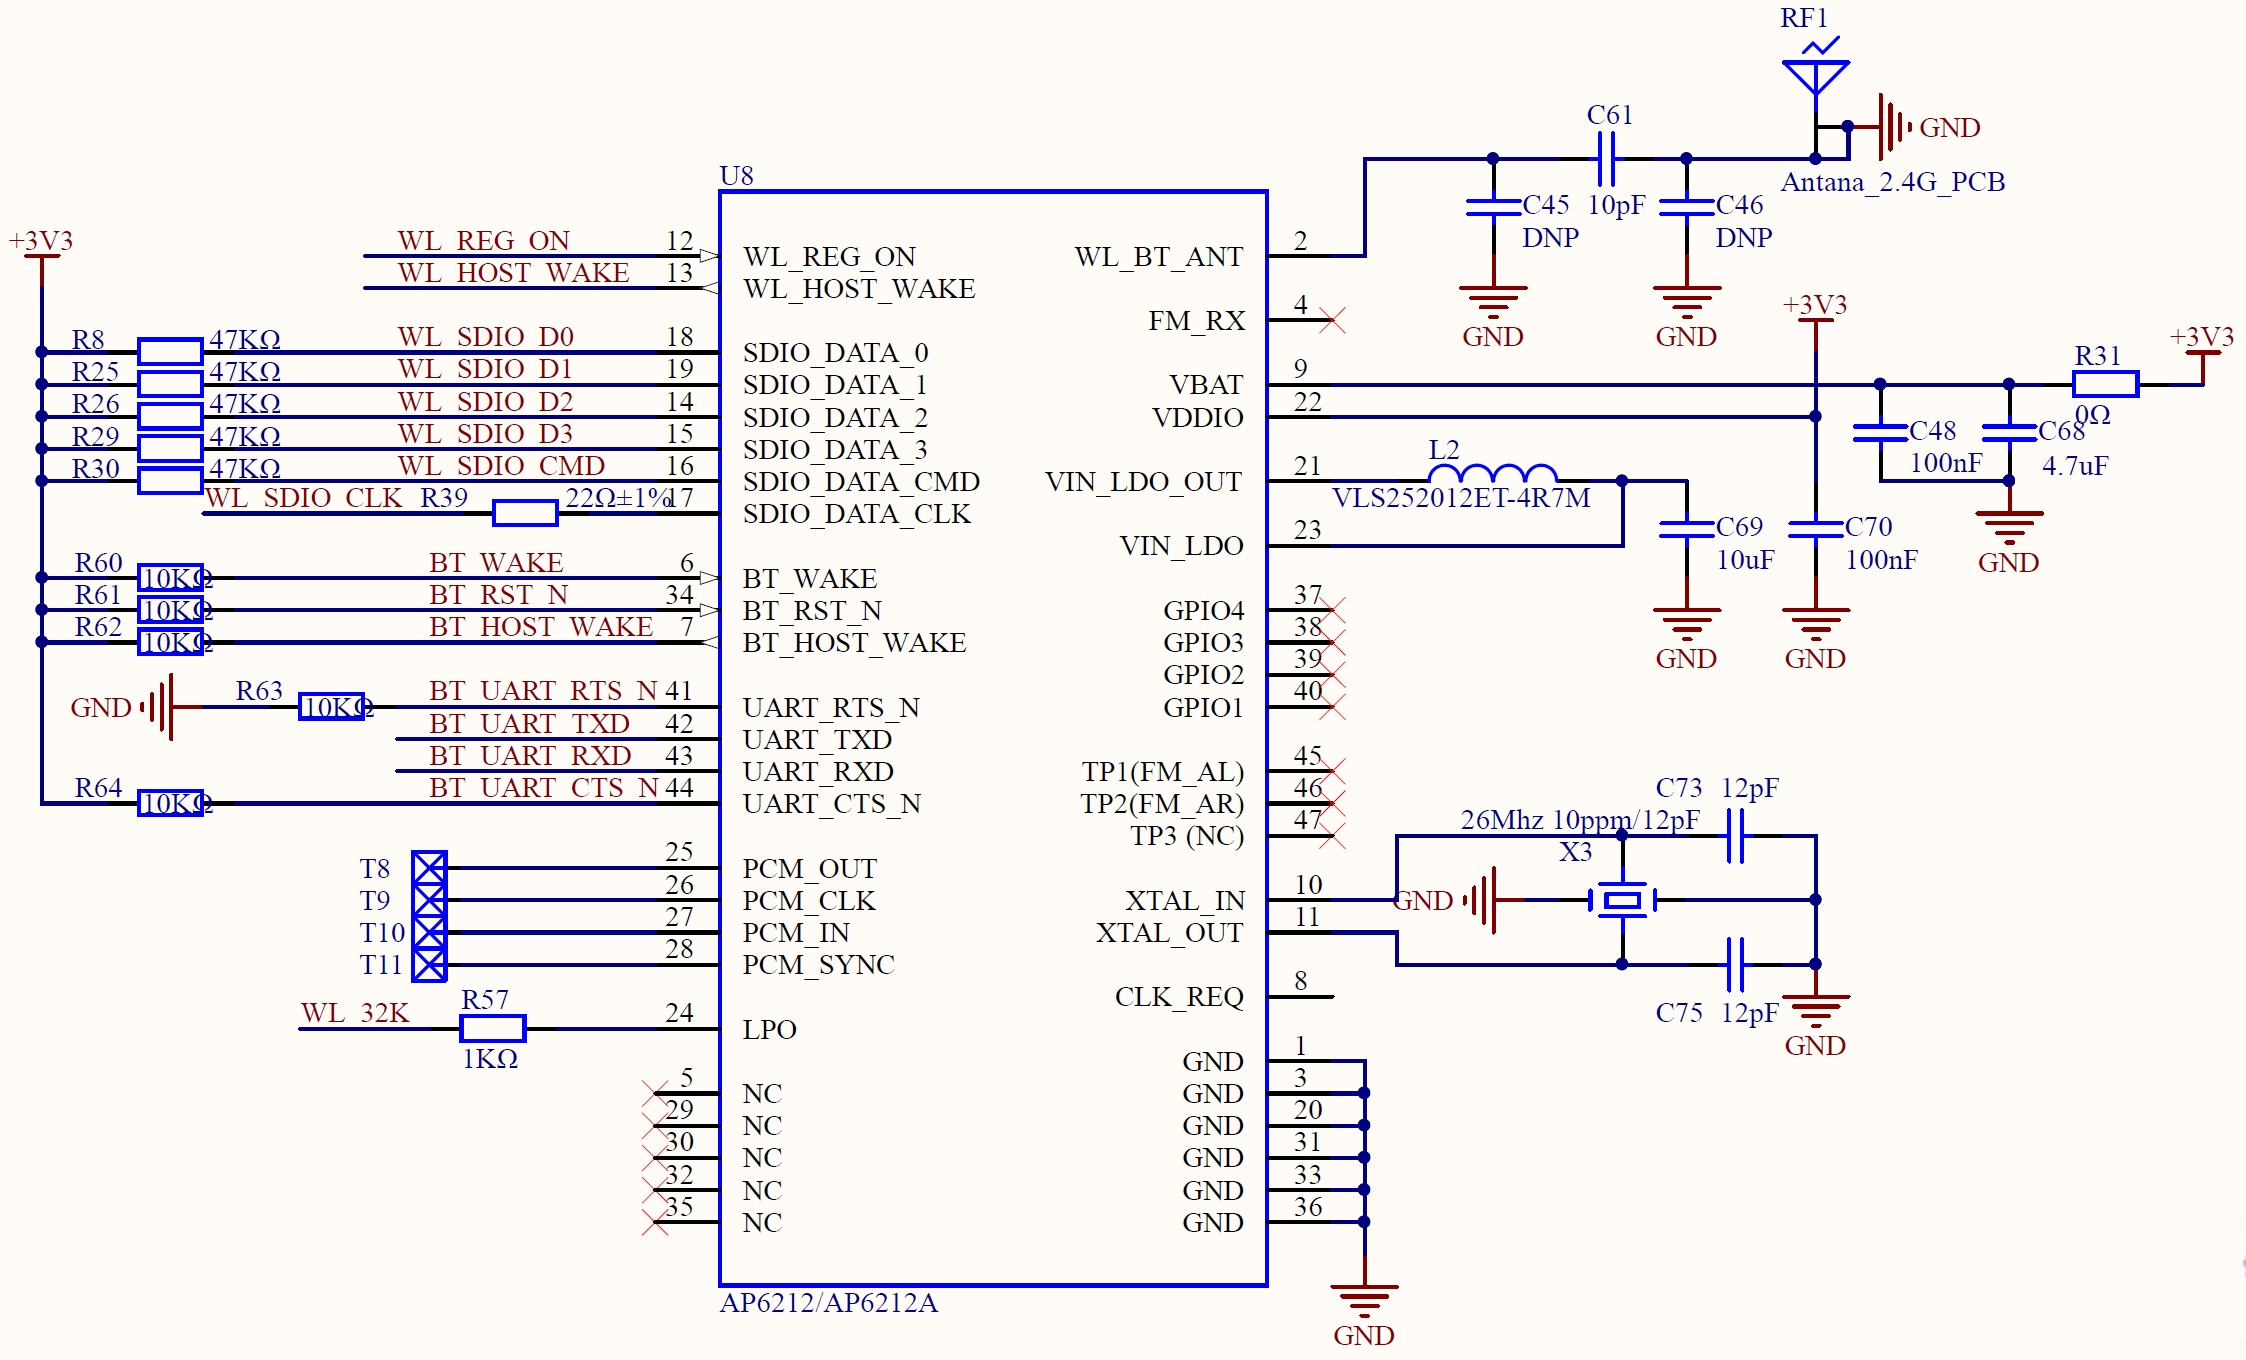 RF1
C61
GND
10pF
Antana_2.4G_PCB
C45
DNP
C46
DNP
GND
GND
U8
+3V3
WL_REG_ON 12 WL_REG_ON
WL_HOST_WAKE 13 WL_HOST_WAKE
R8 47KΩ WL_SDIO_D0 18 SDIO_DATA_0
R25 47KΩ WL_SDIO_D1 19 SDIO_DATA_1
R26 47KΩ WL_SDIO_D2 14 SDIO_DATA_2
R29 47KΩ WL_SDIO_D3 15 SDIO_DATA_3
R30 47KΩ WL_SDIO_CMD 16 SDIO_DATA_CMD
WL_SDIO_CLK R39 22Ω±1% 17 SDIO_DATA_CLK
R60 10KΩ BT_WAKE 6 BT_WAKE
R61 10KΩ BT_RST_N 34 BT_RST_N
R62 10KΩ BT_HOST_WAKE 7 BT_HOST_WAKE
GND R63 10KΩ BT_UART_RTS_N 41 UART_RTS_N
BT_UART_TXD 42 UART_TXD
BT_UART_RXD 43 UART_RXD
R64 10KΩ BT_UART_CTS_N 44 UART_CTS_N
T8 25 PCM_OUT
T9 26 PCM_CLK
T10 27 PCM_IN
T11 28 PCM_SYNC
WL_32K R57 24 LPO
1KΩ
5 NC
29 NC
30 NC
32 NC
35 NC
WL_BT_ANT 2
FM_RX 4
VBAT 9
VDDIO 22
VIN_LDO_OUT 21
VIN_LDO 23
L2
VLS252012ET-4R7M
+3V3
+3V3
R31
0Ω
C48
100nF
C68
4.7uF
GND
C69
10uF
C70
100nF
GND
GND
GPIO4 37
GPIO3 38
GPIO2 39
GPIO1 40
TP1(FM_AL) 45
TP2(FM_AR) 46
TP3 (NC) 47
XTAL_IN 10
XTAL_OUT 11
CLK_REQ 8
C73 12pF
26Mhz 10ppm/12pF
X3
GND
C75 12pF
GND
GND 1
GND 3
GND 20
GND 31
GND 33
GND 36
AP6212/AP6212A
GND